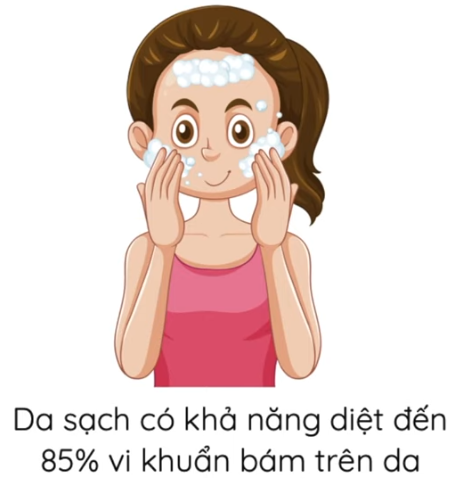 Da sạch có khả năng diệt đến
85% vi khuẩn bám trên da